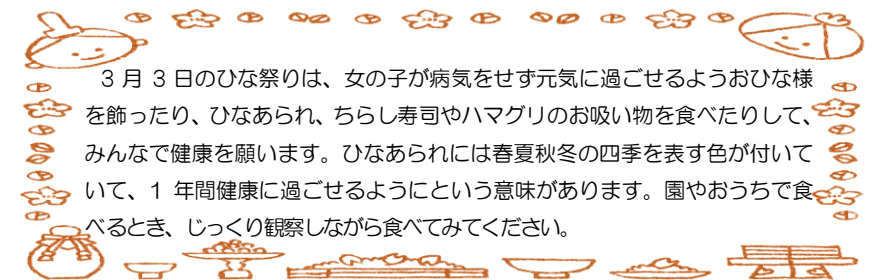 ３月３日のひな祭りは、女の子が病気をせず元気に過ごせるようおひな様
を飾ったり、ひなあられ、ちらし寿司やハマグリのお吸い物を食べたりして、
みんなで健康を願います。ひなあられには春夏秋冬の四季を表す色が付いて
いて、１年間健康に過ごせるようにという意味があります。園やおうちで食
べるとき、じっくり観察しながら食べてみてください。